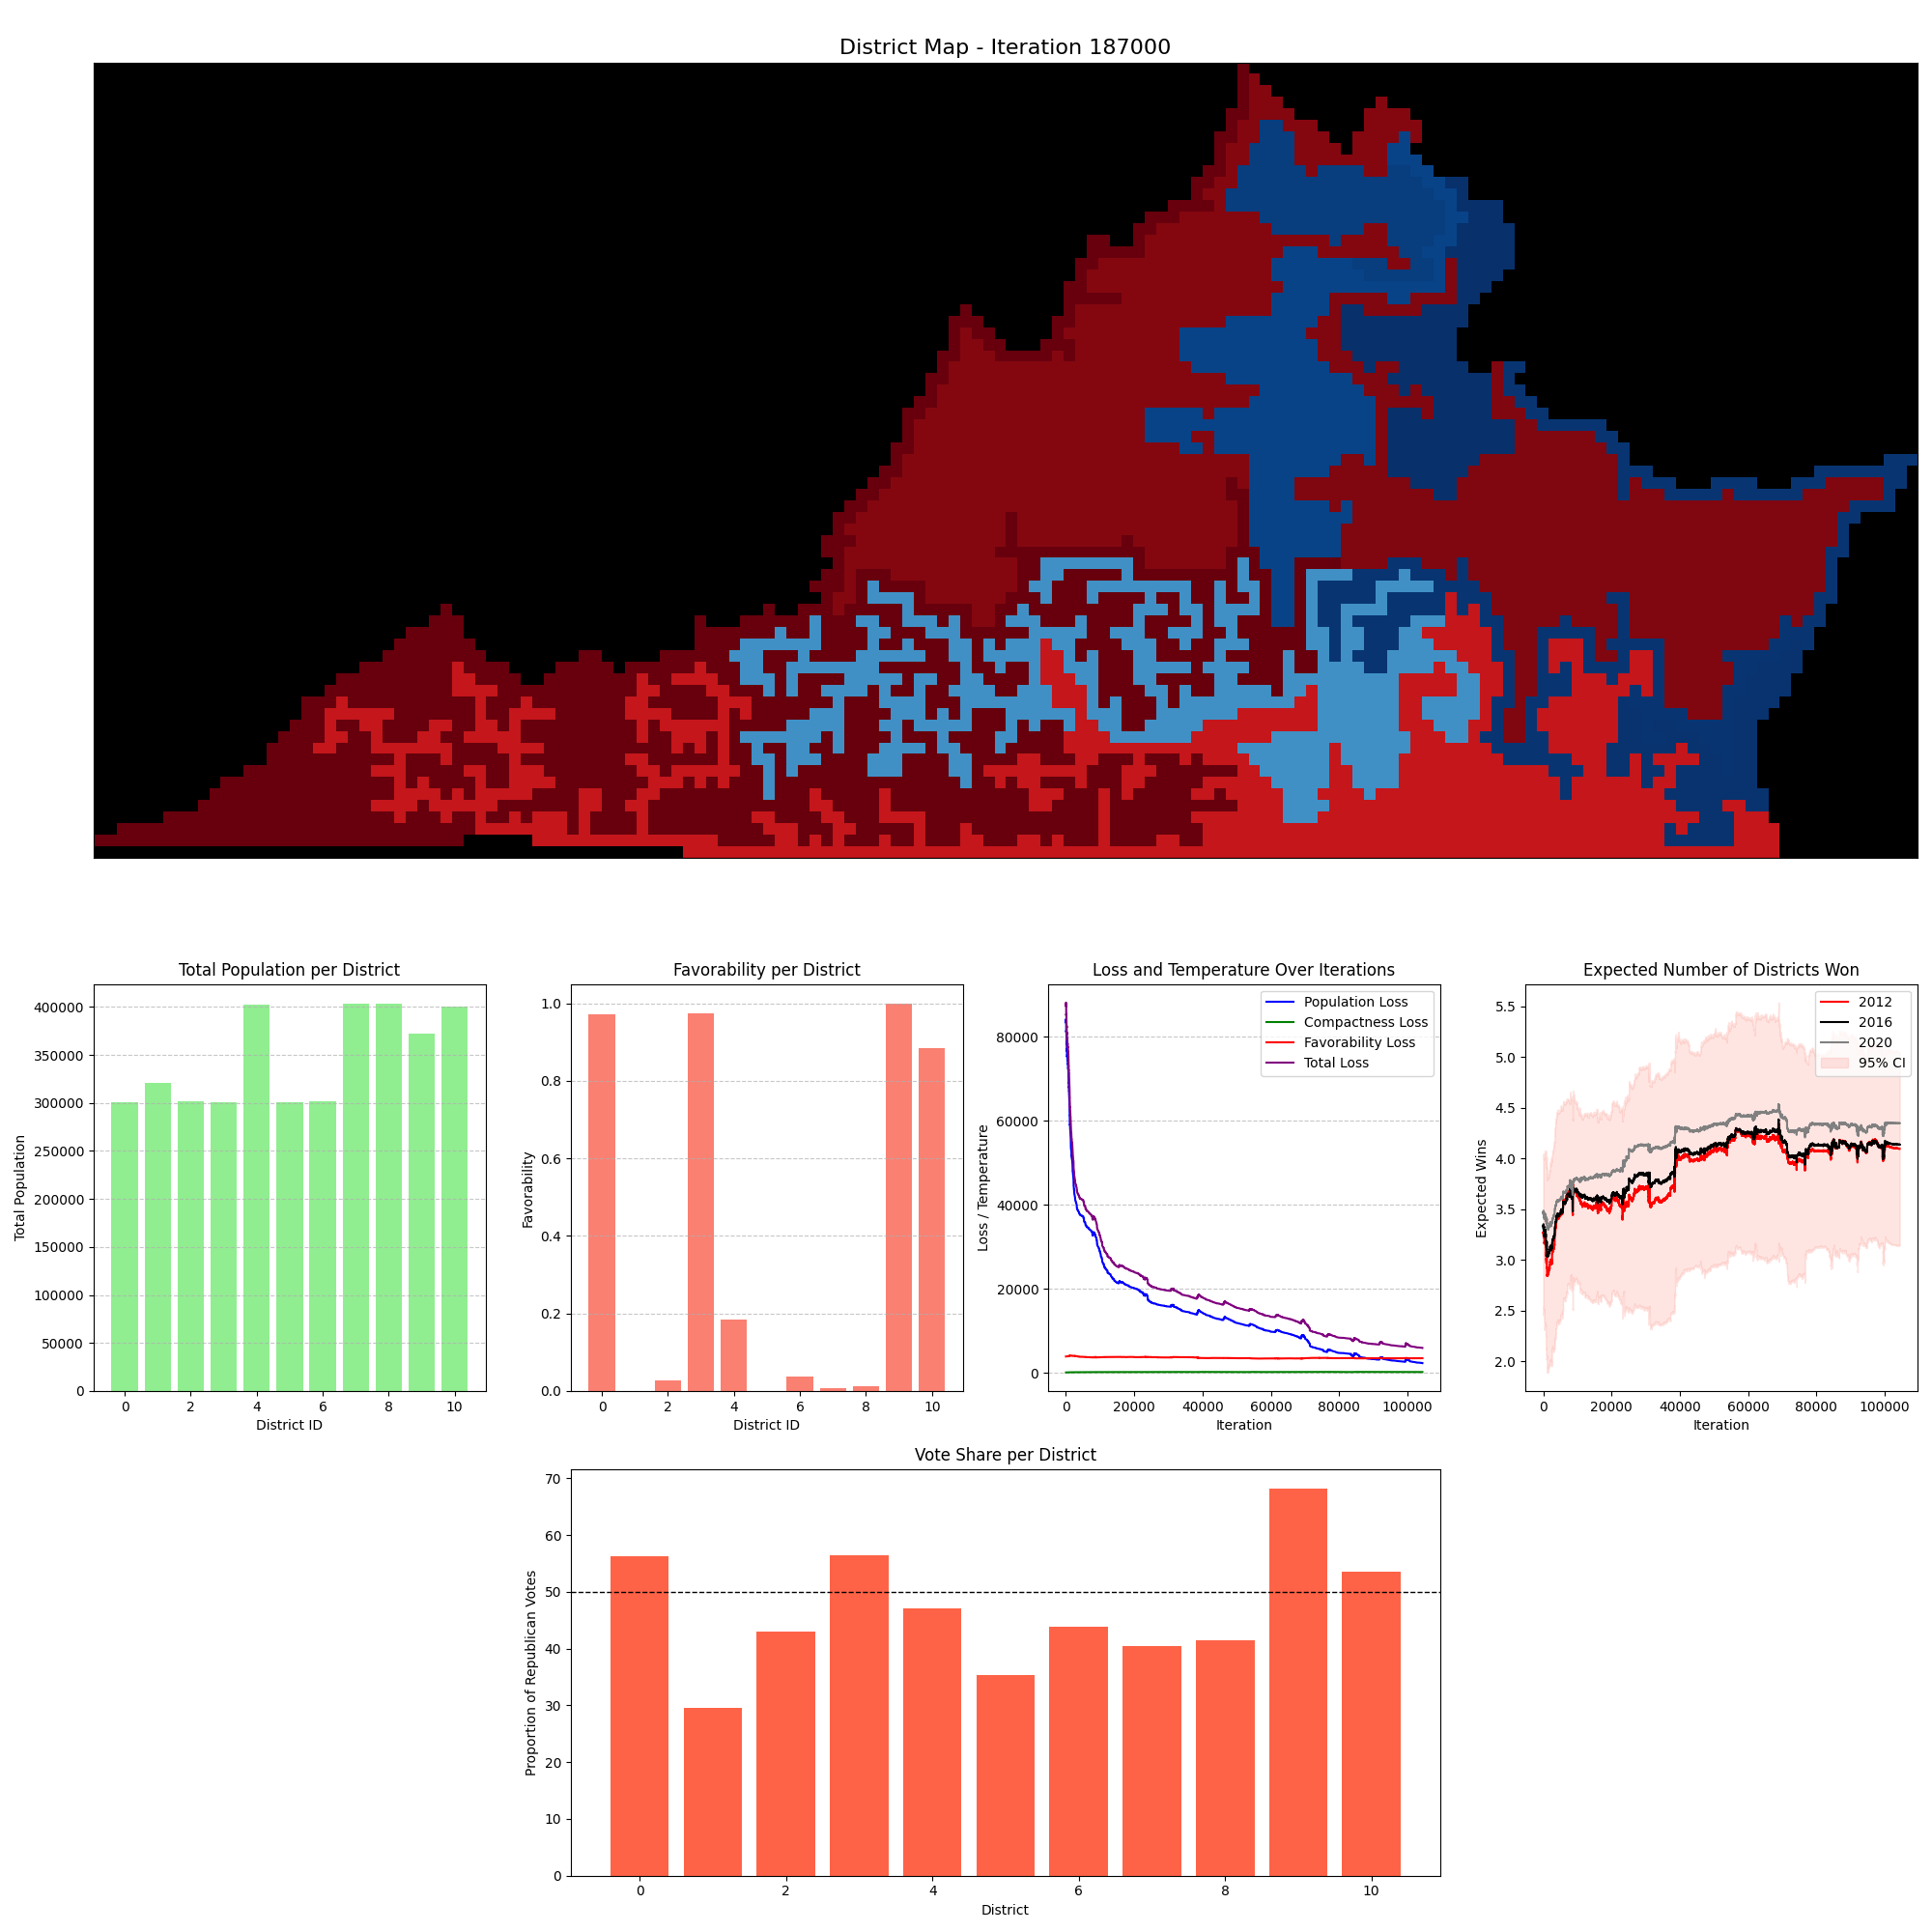 District Map - Iteration 187000
Total Population per District
Total Population
400000
350000
300000
250000
200000
150000
100000
50000
0
0 2 4 6 8 10
District ID
Favorability per District
Favorability
1.0
0.8
0.6
0.4
0.2
0.0
0 2 4 6 8 10
District ID
Loss and Temperature Over Iterations
Loss / Temperature
80000
60000
40000
20000
0
Population Loss
Compactness Loss
Favorability Loss
Total Loss
0 20000 40000 60000 80000 100000
Iteration
Expected Number of Districts Won
Expected Wins
5.5
5.0
4.5
4.0
3.5
3.0
2.5
2.0
2012
2016
2020
95% CI
0 20000 40000 60000 80000 100000
Iteration
Vote Share per District
Proportion of Republican Votes
70
60
50
40
30
20
10
0
0 2 4 6 8 10
District